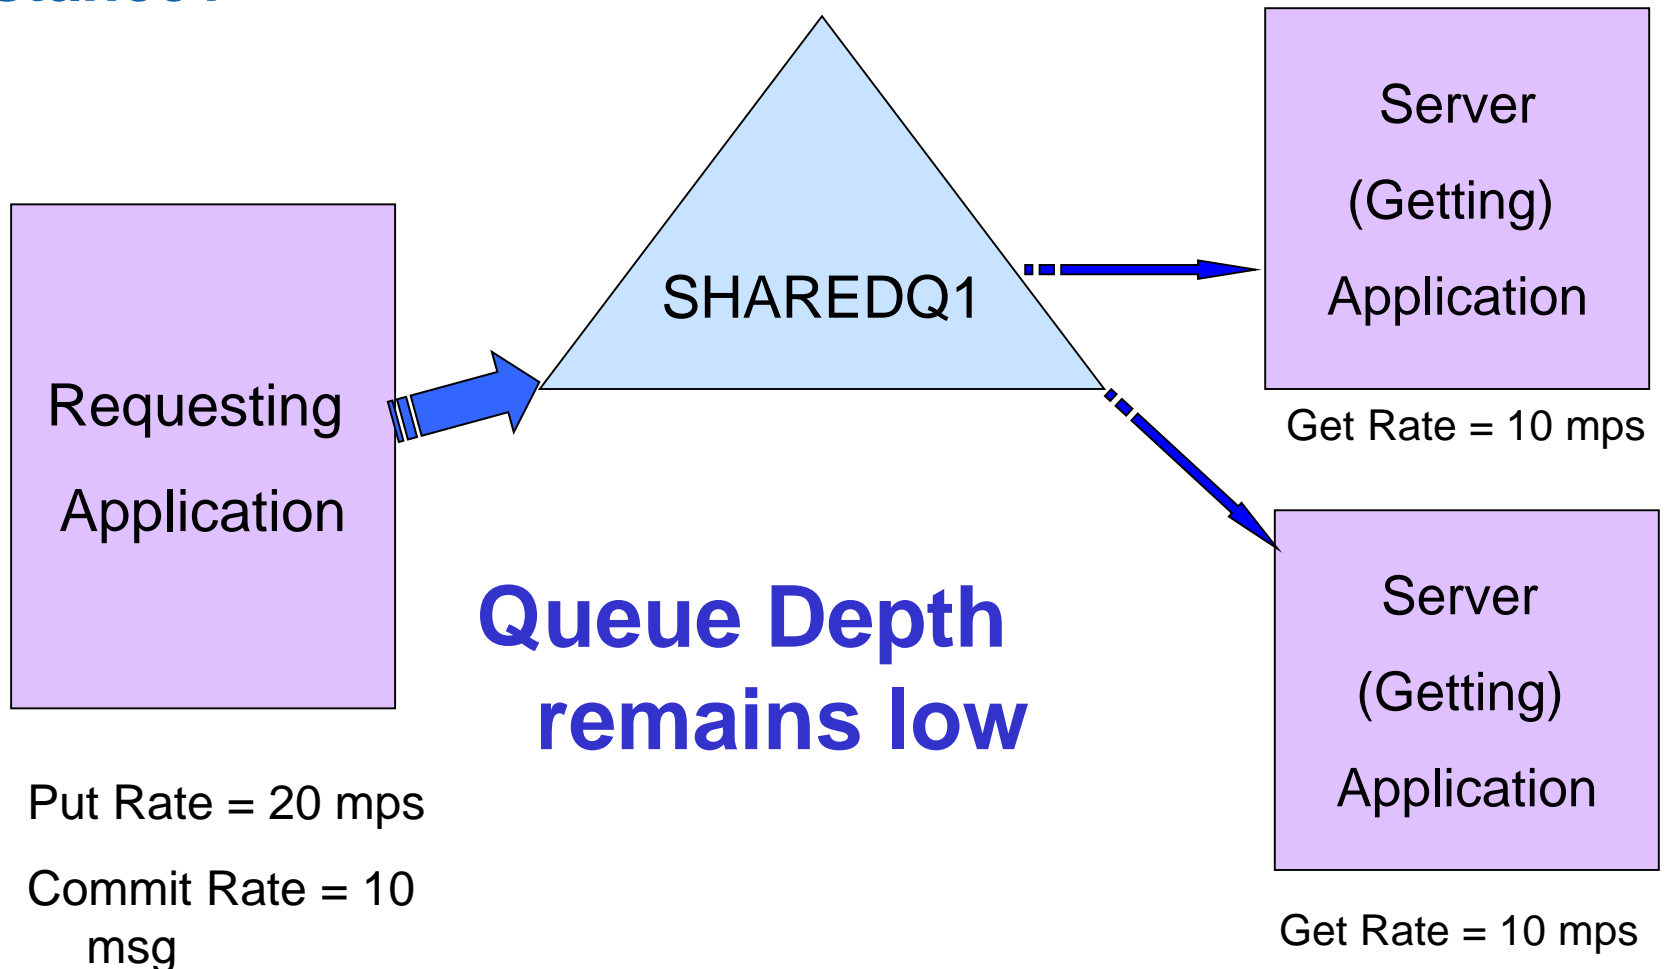 Requesting
Application
SHAREDQ1
Server
(Getting)
Application
Get Rate = 10 mps
Server
(Getting)
Application
Get Rate = 10 mps
Queue Depth
remains low
Put Rate = 20 mps
Commit Rate = 10
msg